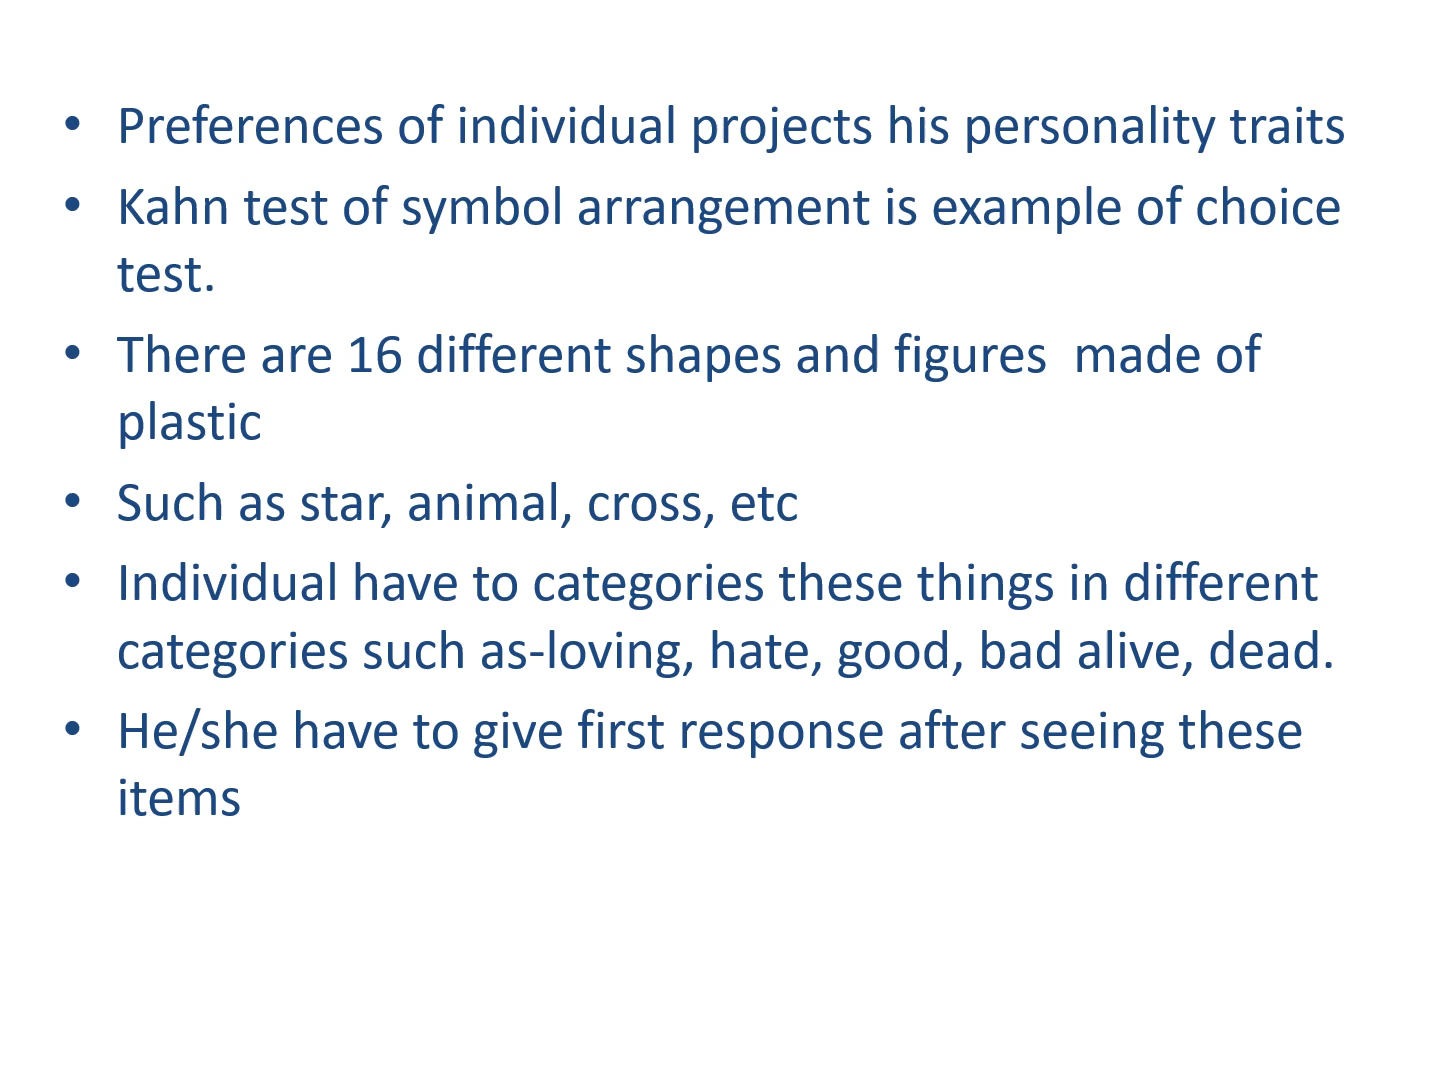 • Preferences of individual projects his personality traits
• Kahn test of symbol arrangement is example of choice
test.
• There are 16 different shapes and figures  made of
plastic
• Such as star, animal, cross, etc
• Individual have to categories these things in different
categories such as-loving, hate, good, bad alive, dead.
• He/she have to give first response after seeing these
items